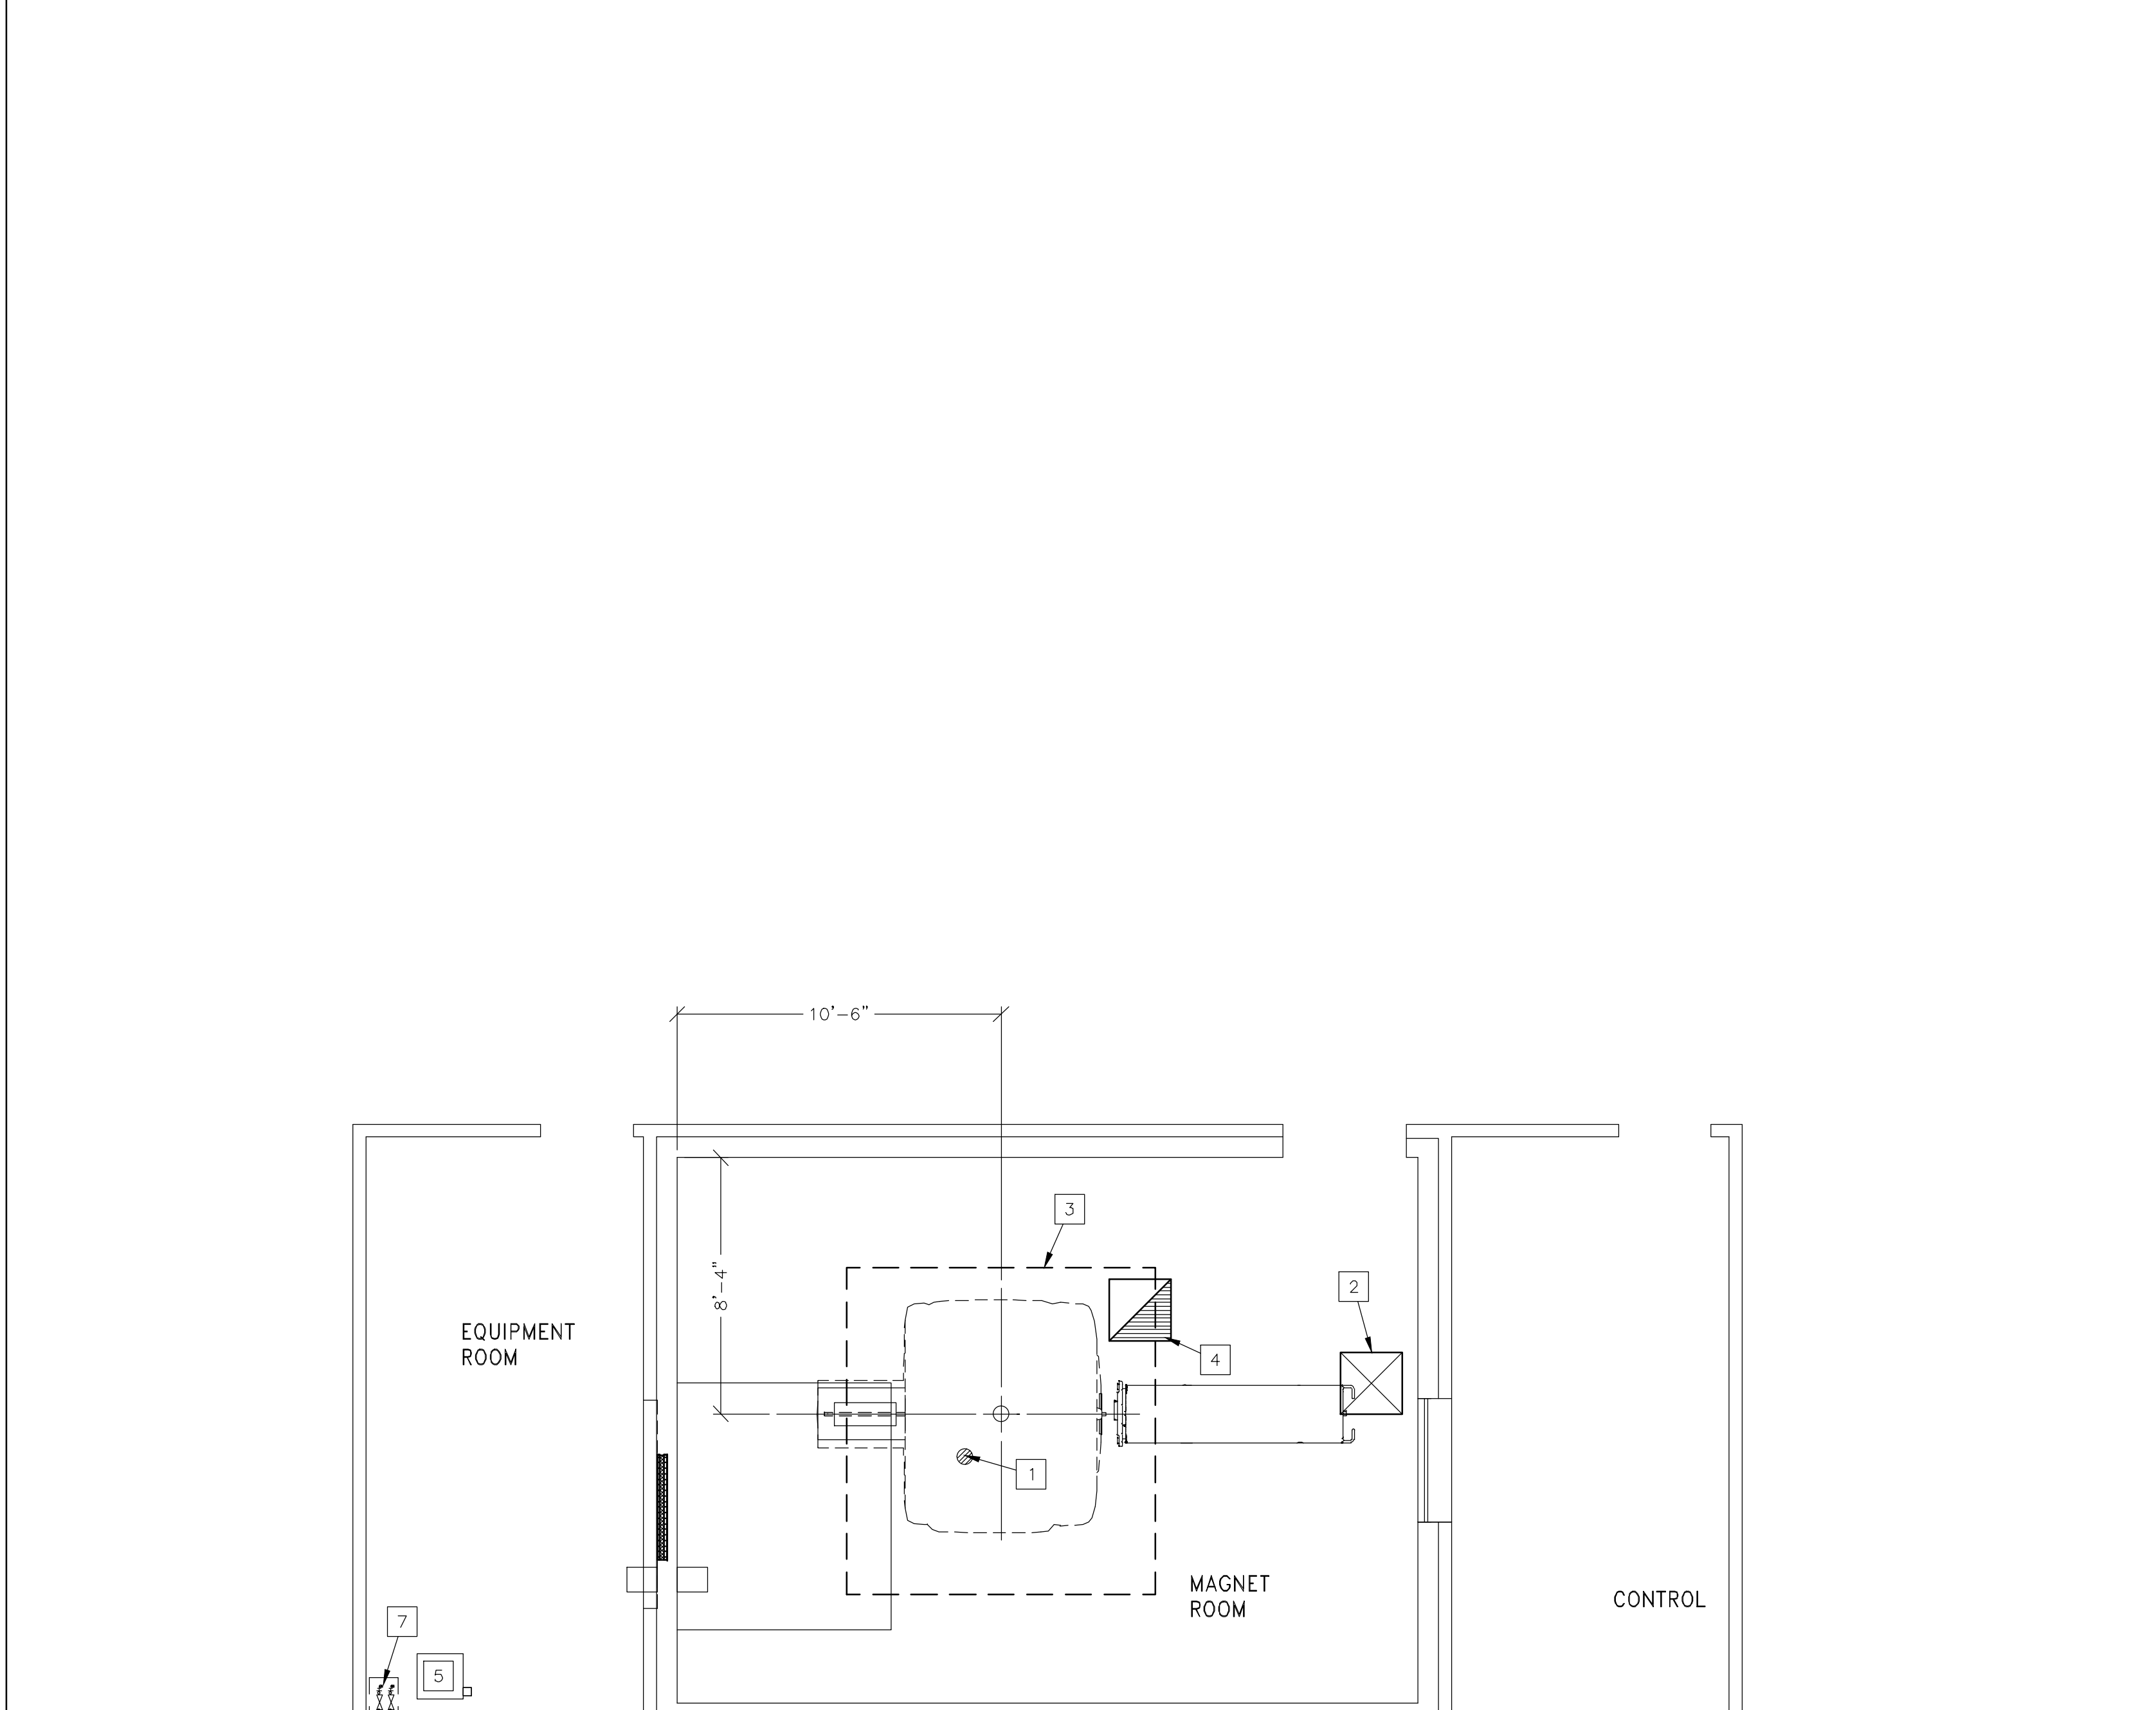 10'-6"
3
8'-4"
2
EQUIPMENT
ROOM
4
1
MAGNET
ROOM
CONTROL
7
5